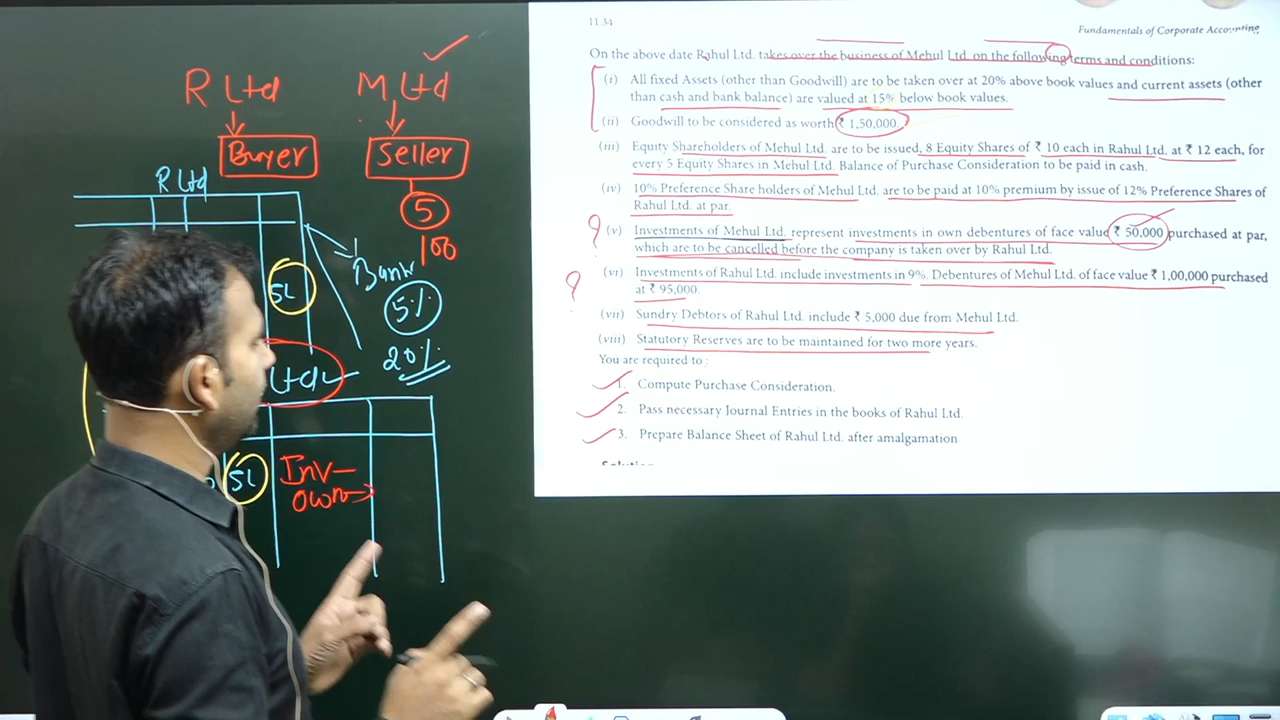 R Ltd
M Ltd
Buyer
Seller
5
100
R Ltd
Bank
5%
20%
5L
Ltd
5L
Inv-
own
11.34
Fundamentals of Corporate Accounting
On the above date Rahul Ltd. takes over the business of Mehul Ltd. on the following terms and conditions:
(i) All fixed Assets (other than Goodwill) are to be taken over at 20% above book values and current assets (other
than cash and bank balance) are valued at 15% below book values.
(ii) Goodwill to be considered as worth ₹ 1,50,000.
(iii) Equity Shareholders of Mehul Ltd. are to be issued, 8 Equity Shares of ₹ 10 each in Rahul Ltd. at ₹ 12 each, for
every 5 Equity Shares in Mehul Ltd. Balance of Purchase Consideration to be paid in cash.
(iv) 10% Preference Share holders of Mehul Ltd. are to be paid at 10% premium by issue of 12% Preference Shares of
Rahul Ltd. at par.
? (v) Investments of Mehul Ltd. represent investments in own debentures of face value ₹ 50,000 purchased at par,
which are to be cancelled before the company is taken over by Rahul Ltd.
? (vi) Investments of Rahul Ltd. include investments in 9%. Debentures of Mehul Ltd. of face value ₹ 1,00,000 purchased
at ₹ 95,000.
(vii) Sundry Debtors of Rahul Ltd. include ₹ 5,000 due from Mehul Ltd.
(viii) Statutory Reserves are to be maintained for two more years.
You are required to :
1. Compute Purchase Consideration.
2. Pass necessary Journal Entries in the books of Rahul Ltd.
3. Prepare Balance Sheet of Rahul Ltd. after amalgamation